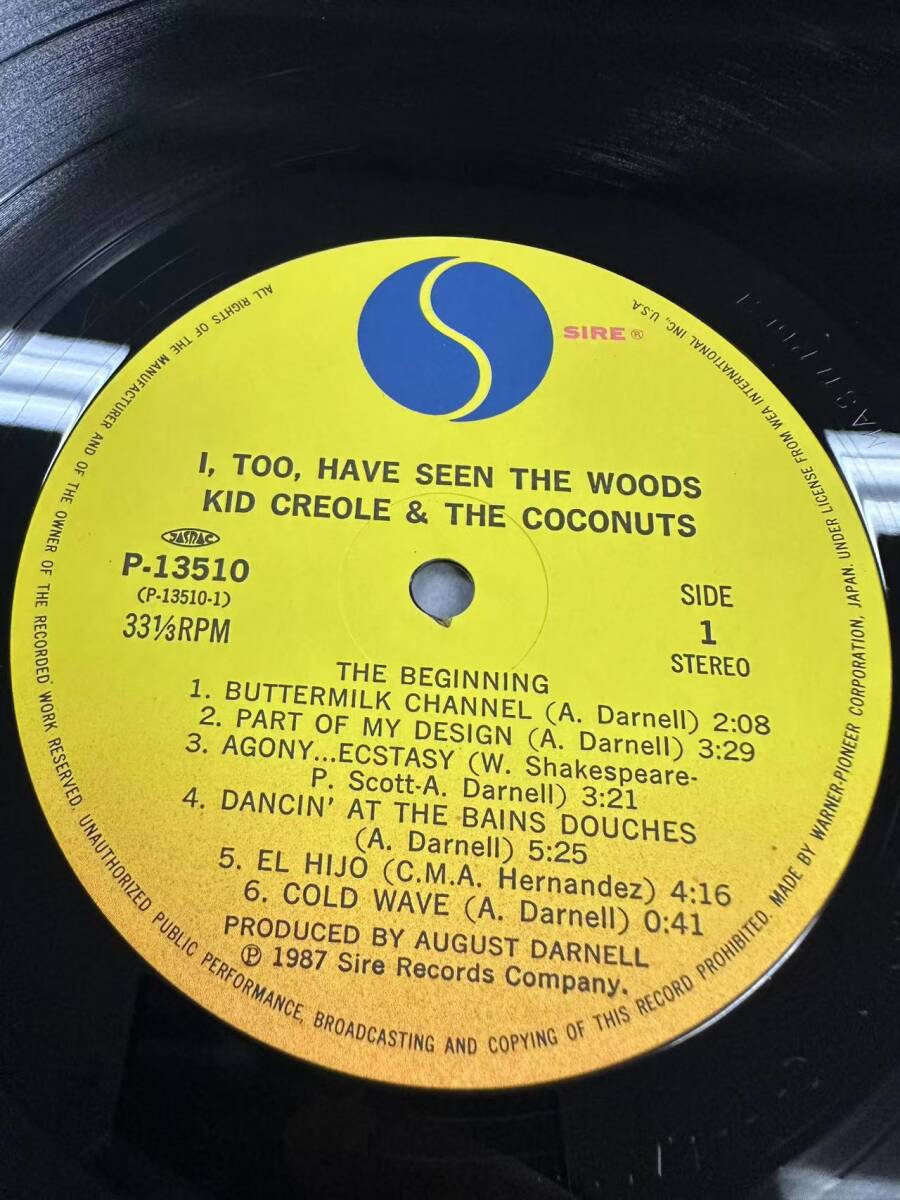 SIRE ®
I, TOO, HAVE SEEN THE WOODS
KID CREOLE & THE COCONUTS
JASRAC
P-13510
(P-13510-1)
33⅓RPM
SIDE
1
STEREO
THE BEGINNING
1. BUTTERMILK CHANNEL (A. Darnell) 2:08
2. PART OF MY DESIGN (A. Darnell) 3:29
3. AGONY...ECSTASY (W. Shakespeare-
P. Scott-A. Darnell) 3:21
4. DANCIN' AT THE BAINS DOUCHES
(A. Darnell) 5:25
5. EL HIJO (C.M.A. Hernandez) 4:16
6. COLD WAVE (A. Darnell) 0:41
PRODUCED BY AUGUST DARNELL
℗ 1987 Sire Records Company.
ALL RIGHTS OF THE MANUFACTURER AND OF THE OWNER OF THE RECORDED WORK RESERVED. UNAUTHORIZED PUBLIC PERFORMANCE, BROADCASTING AND COPYING OF THIS RECORD PROHIBITED. MADE BY WARNER-PIONEER CORPORATION, JAPAN. UNDER LICENSE FROM WEA INTERNATIONAL INC., U.S.A.